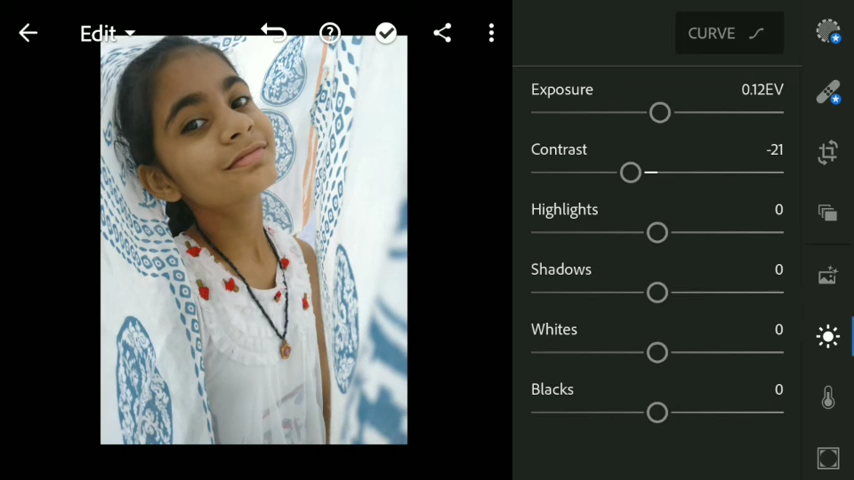 Edit
CURVE
Exposure 0.12EV
Contrast -21
Highlights 0
Shadows 0
Whites 0
Blacks 0